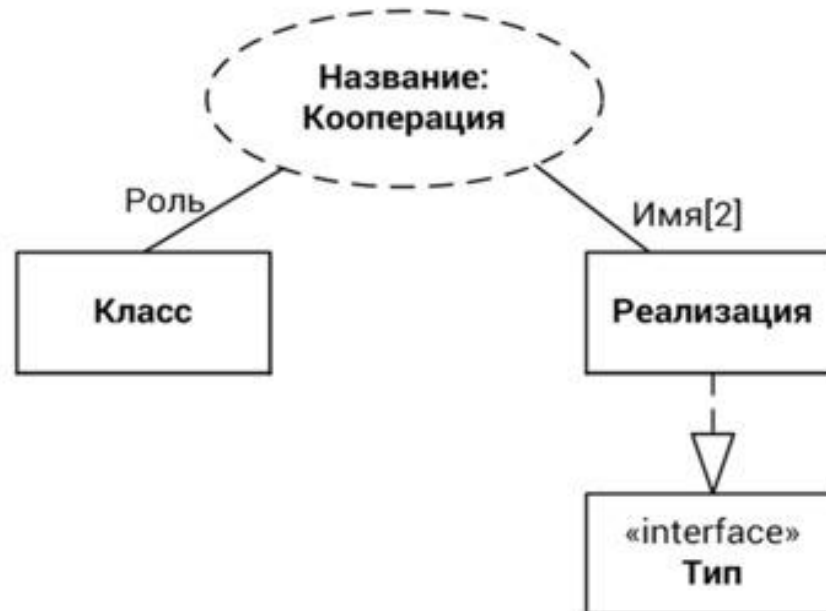 Название:
Кооперация
Роль
Имя[2]
Класс
Реализация
«interface»
Тип